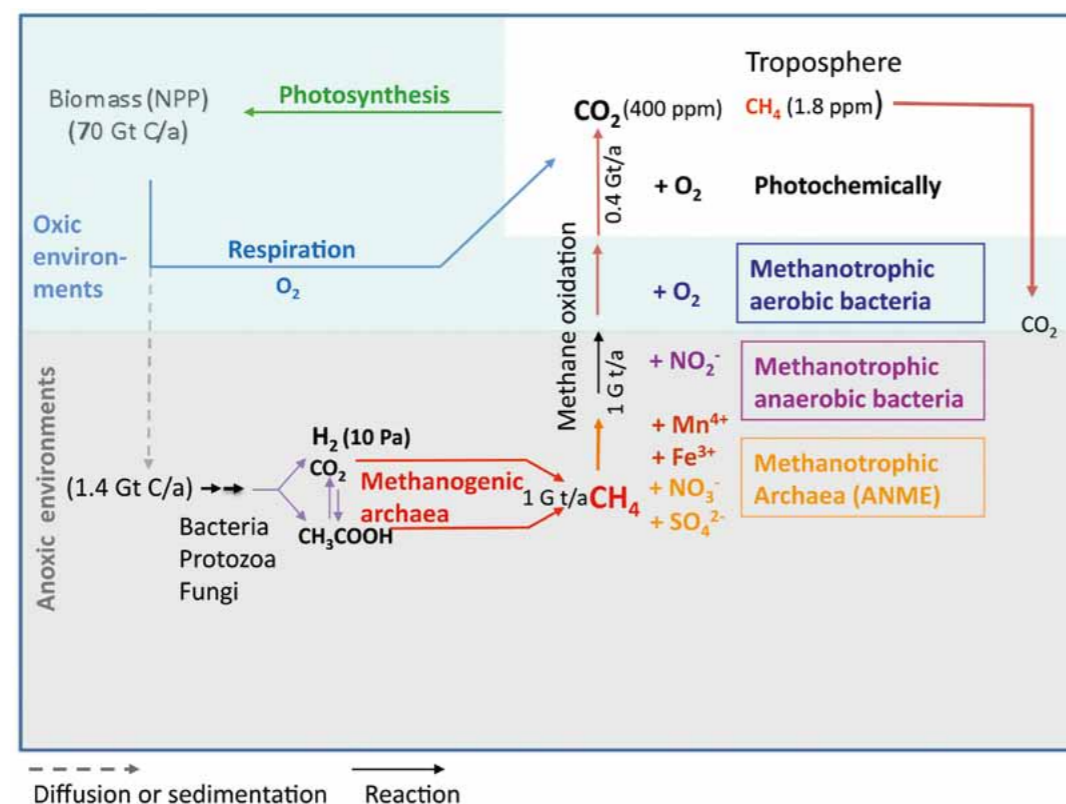 Troposphere
Biomass (NPP)
(70 Gt C/a)
Photosynthesis
CO₂ (400 ppm)
CH₄ (1.8 ppm)
0.4 Gt/a
+ O₂
Photochemically
Oxic
environ-
ments
Respiration
O₂
Methane oxidation
+ O₂
Methanotrophic
aerobic bacteria
CO₂
1 G t/a
+ NO₂⁻
Methanotrophic
anaerobic bacteria
Anoxic environments
H₂ (10 Pa)
CO₂
+ Mn⁴⁺
+ Fe³⁺
+ NO₃⁻
+ SO₄²⁻
Methanotrophic
Archaea (ANME)
(1.4 Gt C/a)
Methanogenic
archaea
1 G t/a CH₄
CH₃COOH
Bacteria
Protozoa
Fungi
Diffusion or sedimentation
Reaction